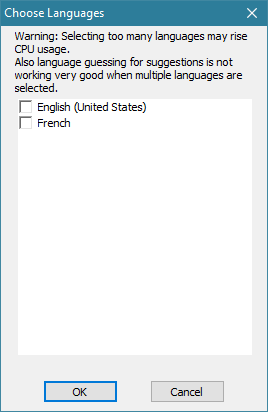 Choose Languages
Warning: Selecting too many languages may rise
CPU usage.
Also language guessing for suggestions is not
working very good when multiple languages are
selected.
English (United States)
French
OK
Cancel